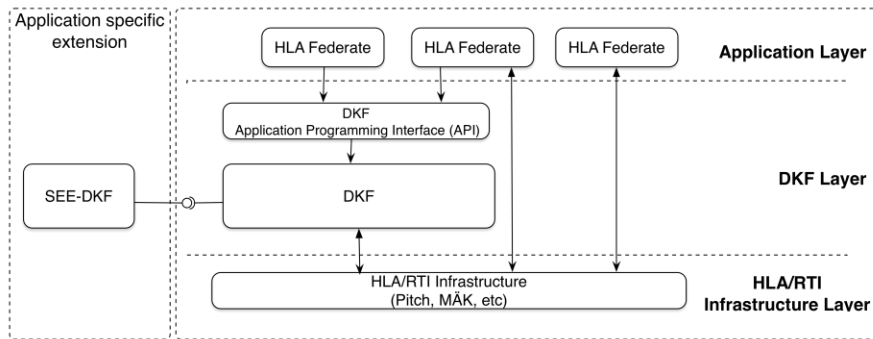 Application specific
extension
HLA Federate
HLA Federate
HLA Federate
Application Layer
DKF
Application Programming Interface (API)
SEE-DKF
DKF
DKF Layer
HLA/RTI Infrastructure
(Pitch, MÄK, etc)
HLA/RTI
Infrastructure Layer